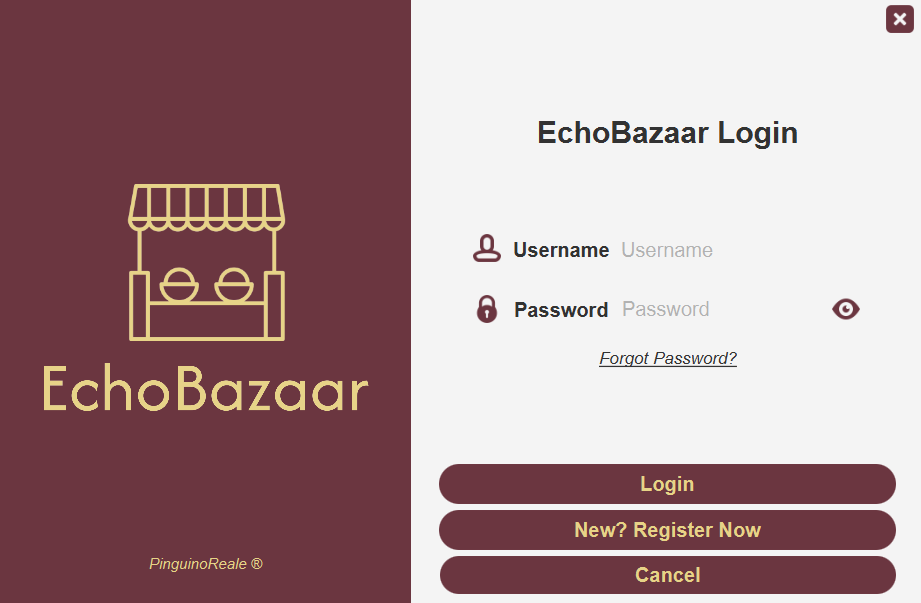 EchoBazaar
PinguinoReale ®
EchoBazaar Login
Username Username
Password Password
Forgot Password?
Login
New? Register Now
Cancel